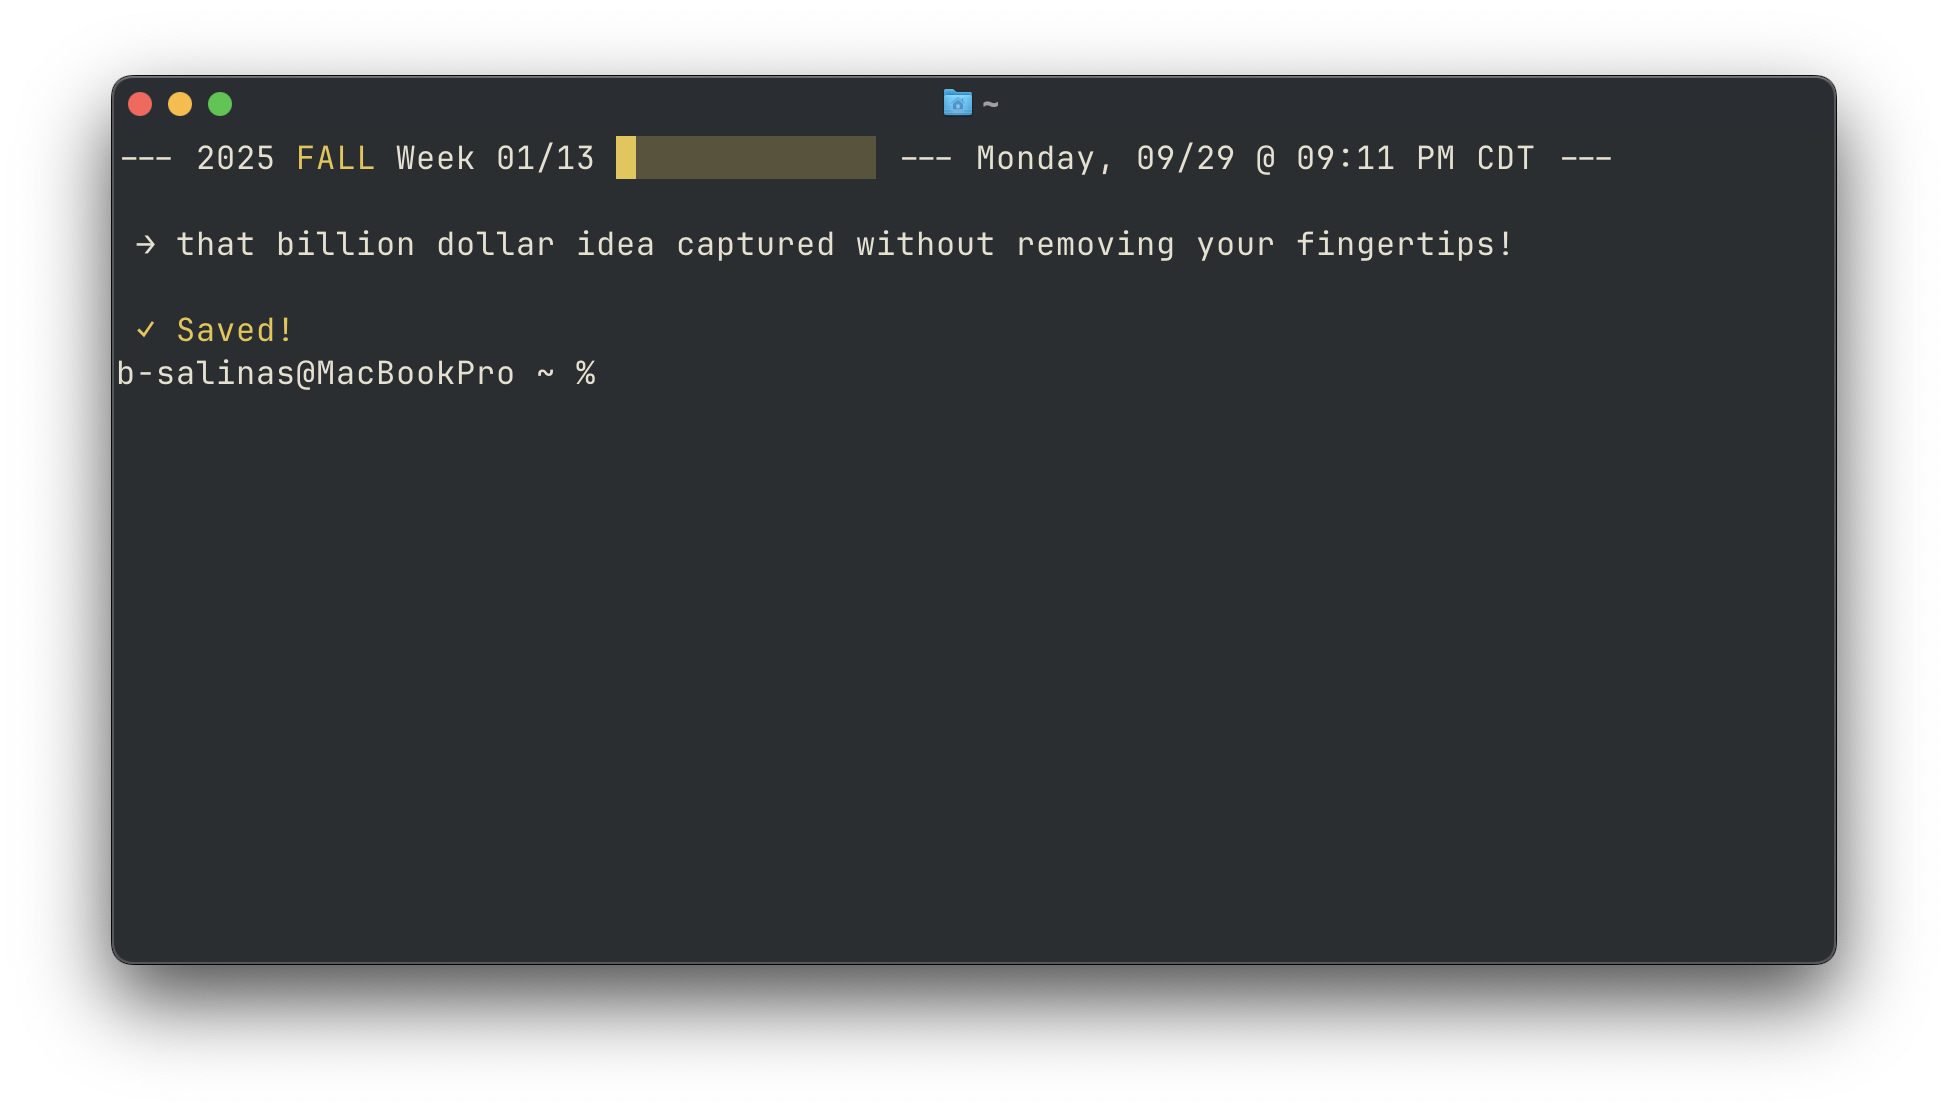 ~
--- 2025 FALL Week 01/13 --- Monday, 09/29 @ 09:11 PM CDT ---
→ that billion dollar idea captured without removing your fingertips!
✓ Saved!
b-salinas@MacBookPro ~ %